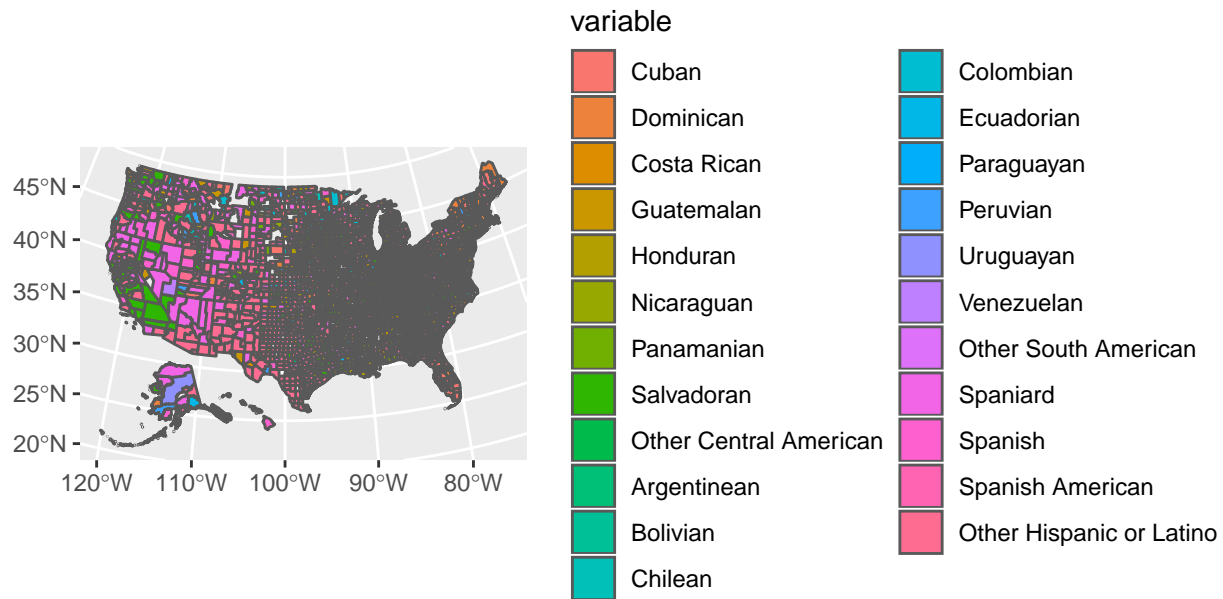 variable
Cuban
Dominican
Costa Rican
Guatemalan
Honduran
Nicaraguan
Panamanian
Salvadoran
Other Central American
Argentinean
Bolivian
Chilean
Colombian
Ecuadorian
Paraguayan
Peruvian
Uruguayan
Venezuelan
Other South American
Spaniard
Spanish
Spanish American
Other Hispanic or Latino
45°N
40°N
35°N
30°N
25°N
20°N
120°W 110°W 100°W 90°W 80°W